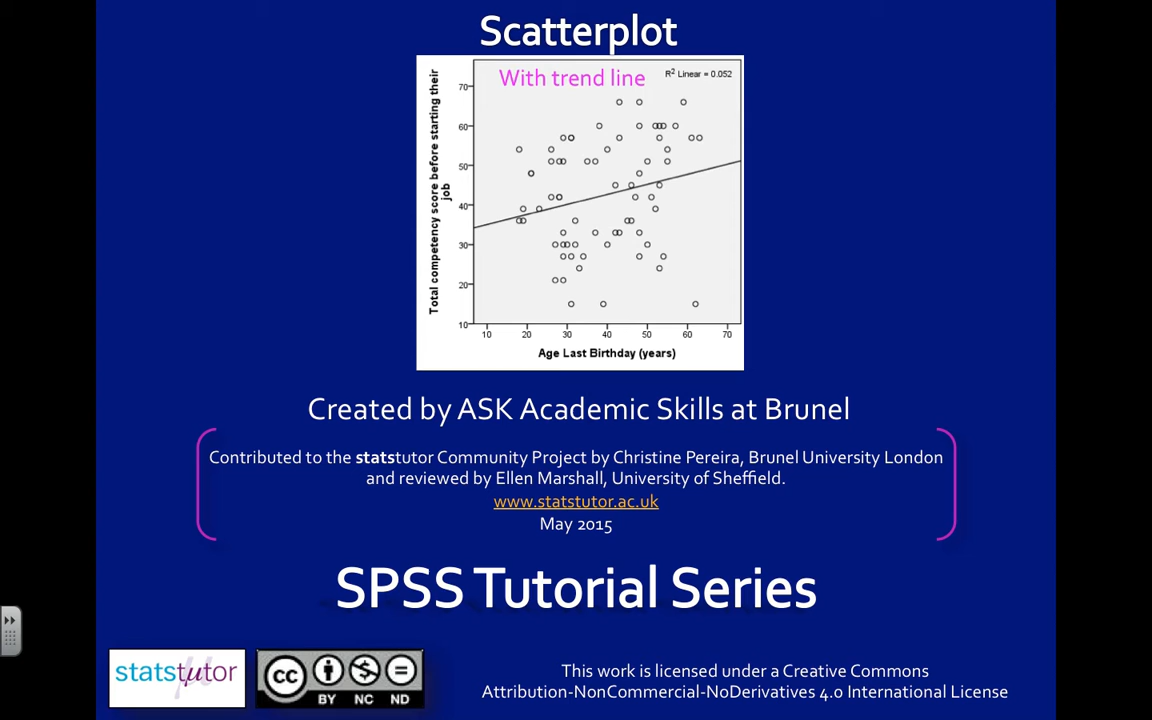 Scatterplot
With trend line
R² Linear = 0.052
Total competency score before starting their
job
70
60
50
40
30
20
10
10 20 30 40 50 60 70
Age Last Birthday (years)
Created by ASK Academic Skills at Brunel
Contributed to the statstutor Community Project by Christine Pereira, Brunel University London
and reviewed by Ellen Marshall, University of Sheffield.
www.statstutor.ac.uk
May 2015
SPSS Tutorial Series
statstutor
cc
BY NC ND
This work is licensed under a Creative Commons
Attribution-NonCommercial-NoDerivatives 4.0 International License